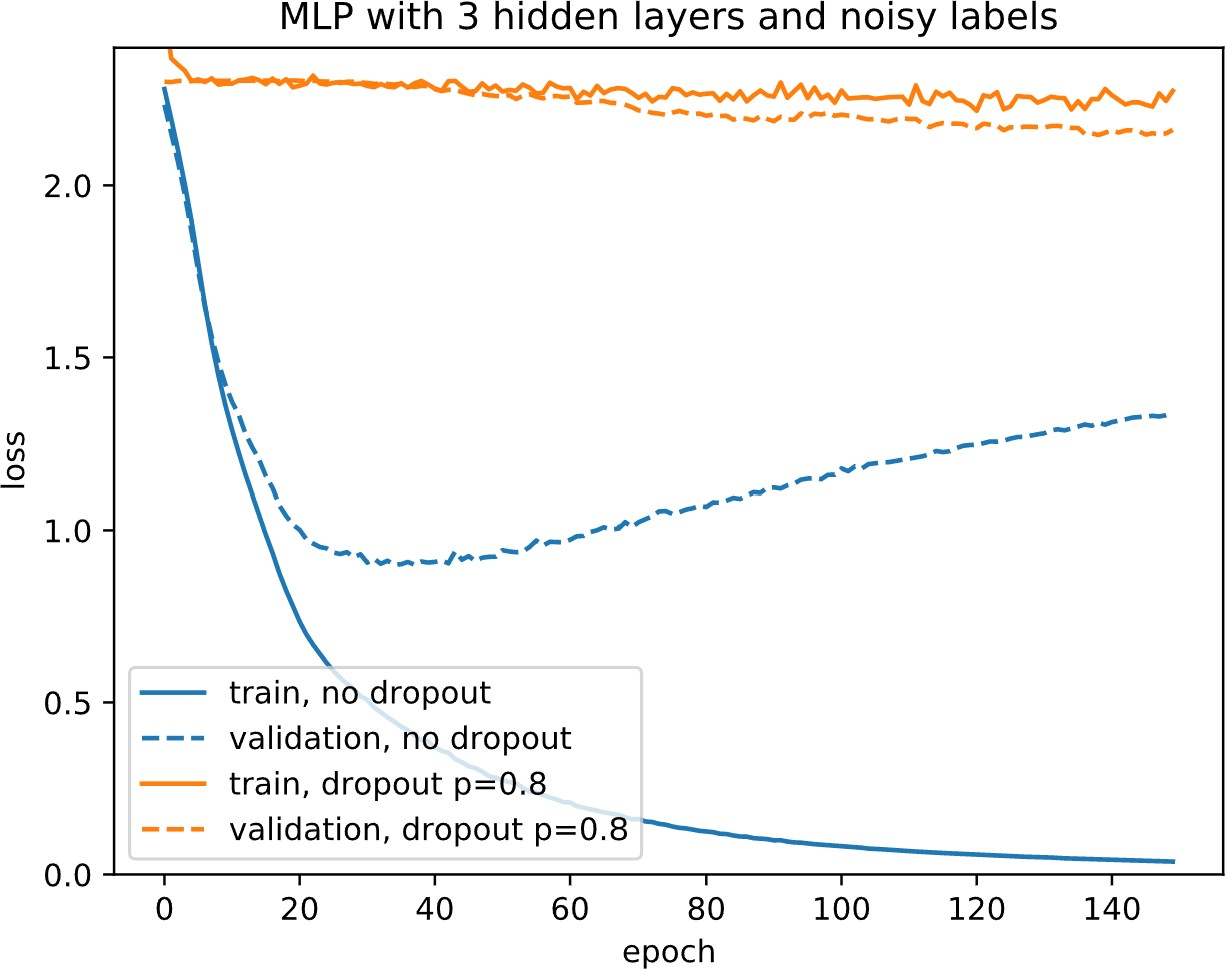 MLP with 3 hidden layers and noisy labels
2.0
1.5
1.0
0.5
0.0
loss
train, no dropout
validation, no dropout
train, dropout p=0.8
validation, dropout p=0.8
0 20 40 60 80 100 120 140
epoch